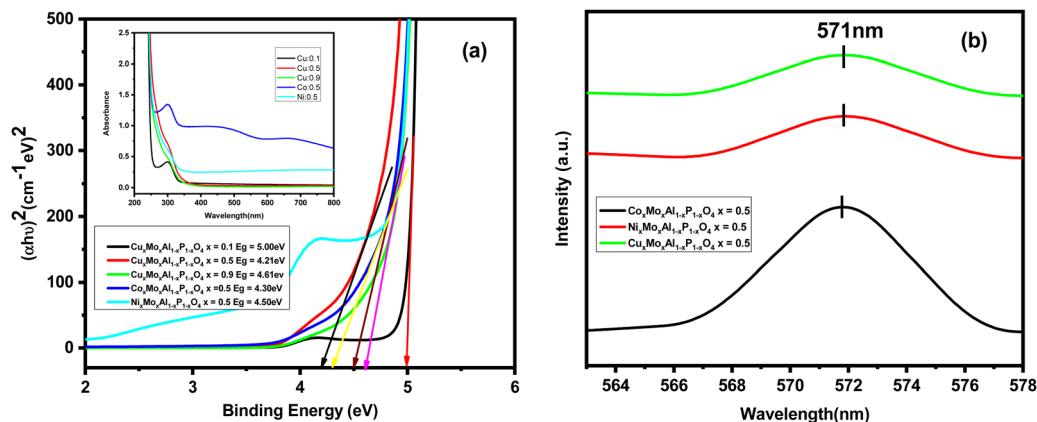 (a)
500
400
300
200
100
0
(αhυ)²(cm⁻¹eV)²
2
3
4
5
6
Binding Energy (eV)
2.5
2.0
1.5
1.0
0.5
0.0
Absorbance
200
300
400
500
600
700
800
Wavelength(nm)
Cu:0.1
Cu:0.5
Cu:0.9
Co:0.5
Ni:0.5
CuₓMoₓAl₁₋ₓP₁₋ₓO₄ x = 0.1 Eg = 5.00eV
CuₓMoₓAl₁₋ₓP₁₋ₓO₄ x = 0.5 Eg = 4.21eV
CuₓMoₓAl₁₋ₓP₁₋ₓO₄ x = 0.9 Eg = 4.61ev
CoₓMoₓAl₁₋ₓP₁₋ₓO₄ x =0.5 Eg = 4.30eV
NiₓMoₓAl₁₋ₓP₁₋ₓO₄ x = 0.5 Eg = 4.50eV
(b)
571nm
Intensity (a.u.)
CoₓMoₓAl₁₋ₓP₁₋ₓO₄ x = 0.5
NiₓMoₓAl₁₋ₓP₁₋ₓO₄ x = 0.5
CuₓMoₓAl₁₋ₓP₁₋ₓO₄ x = 0.5
564
566
568
570
572
574
576
578
Wavelength(nm)